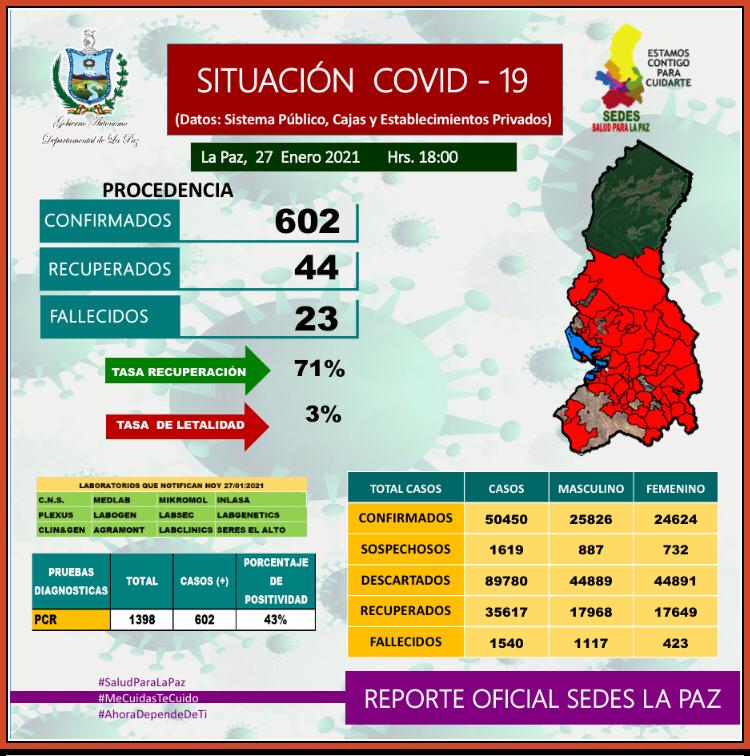 Gobierno Autónomo
Departamental de La Paz
SITUACIÓN COVID - 19
(Datos: Sistema Público, Cajas y Establecimientos Privados)
ESTAMOS
CONTIGO
PARA
CUIDARTE
SEDES
SALUD PARA LA PAZ
La Paz, 27 Enero 2021 Hrs. 18:00
PROCEDENCIA
CONFIRMADOS 602
RECUPERADOS 44
FALLECIDOS 23
TASA RECUPERACIÓN 71%
TASA DE LETALIDAD 3%
LABORATORIOS QUE NOTIFICAN HOY 27/01/2021
C.N.S. MEDLAB MIKROMOL INLASA
PLEXUS LABOGEN LABSEC LABGENETICS
CLIN&GEN AGRAMONT LABCLINICS SERES EL ALTO
PRUEBAS DIAGNOSTICAS TOTAL CASOS (+) PORCENTAJE DE POSITIVIDAD
PCR 1398 602 43%
TOTAL CASOS CASOS MASCULINO FEMENINO
CONFIRMADOS 50450 25826 24624
SOSPECHOSOS 1619 887 732
DESCARTADOS 89780 44889 44891
RECUPERADOS 35617 17968 17649
FALLECIDOS 1540 1117 423
#SaludParaLaPaz
#MeCuidasTeCuido
#AhoraDependeDeTi
REPORTE OFICIAL SEDES LA PAZ